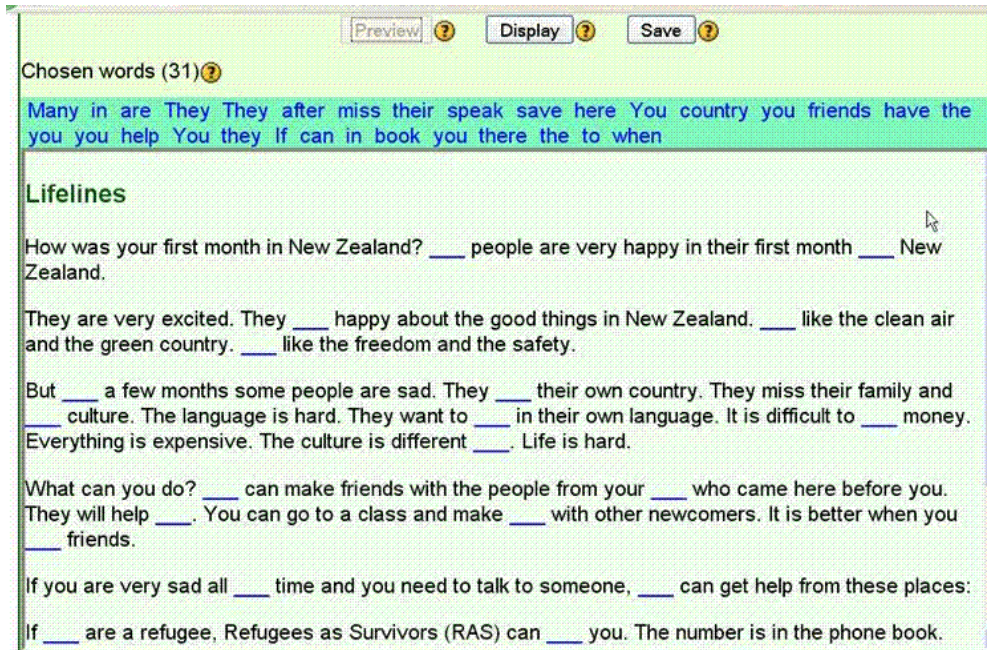 Preview ? Display ? Save ?
Chosen words (31)?
Many in are They They after miss their speak save here You country you friends have the
you you help You they If can in book you there the to when
Lifelines
How was your first month in New Zealand? ___ people are very happy in their first month ___ New
Zealand.
They are very excited. They ___ happy about the good things in New Zealand. ___ like the clean air
and the green country. ___ like the freedom and the safety.
But ___ a few months some people are sad. They ___ their own country. They miss their family and
___ culture. The language is hard. They want to ___ in their own language. It is difficult to ___ money.
Everything is expensive. The culture is different ___. Life is hard.
What can you do? ___ can make friends with the people from your ___ who came here before you.
They will help ___. You can go to a class and make ___ with other newcomers. It is better when you
___ friends.
If you are very sad all ___ time and you need to talk to someone, ___ can get help from these places:
If ___ are a refugee, Refugees as Survivors (RAS) can ___ you. The number is in the phone book.